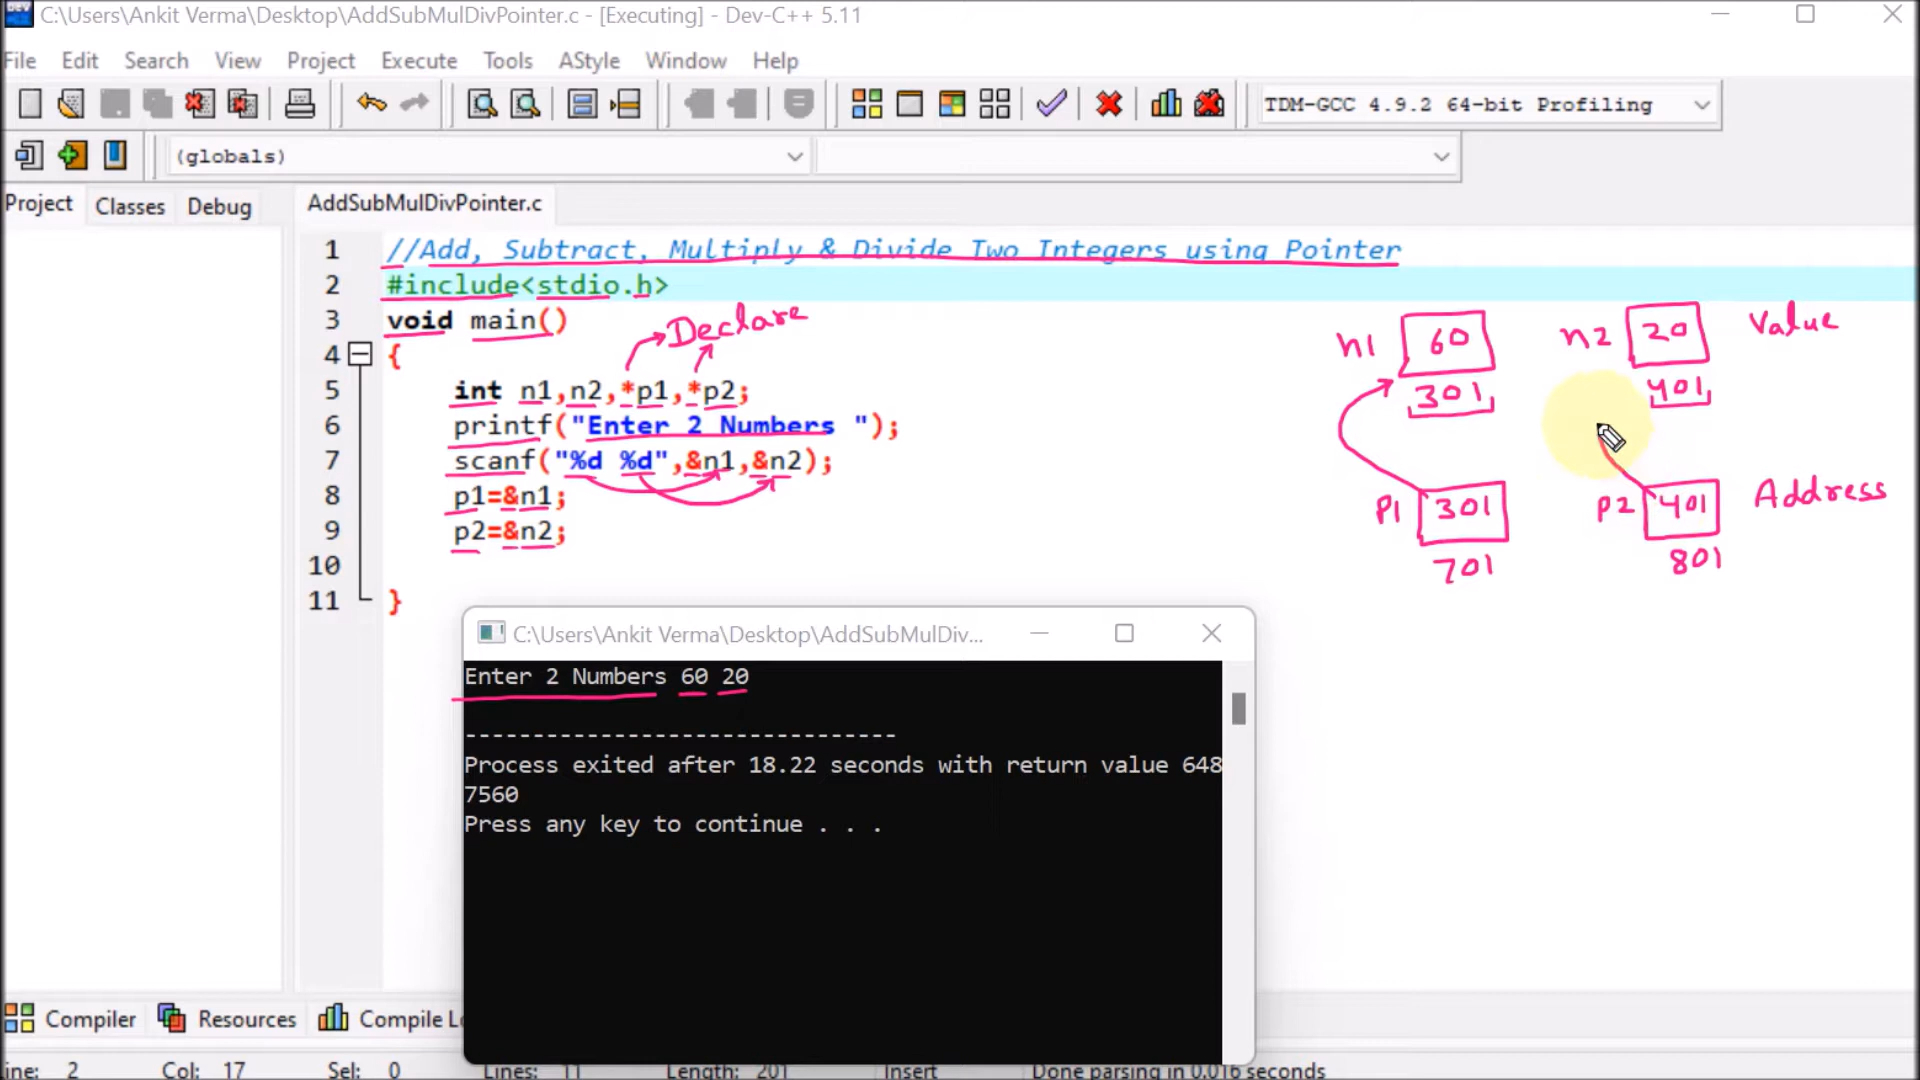 C:\Users\Ankit Verma\Desktop\AddSubMulDivPointer.c - [Executing] - Dev-C++ 5.11
File Edit Search View Project Execute Tools AStyle Window Help
TDM-GCC 4.9.2 64-bit Profiling
(globals)
Project Classes Debug AddSubMulDivPointer.c
1 //Add, Subtract, Multiply & Divide Two Integers using Pointer
2 #include<stdio.h>
3 void main()
Declare
4 {
5 int n1,n2,*p1,*p2;
6 printf("Enter 2 Numbers ");
7 scanf("%d %d",&n1,&n2);
8 p1=&n1;
9 p2=&n2;
10
11 }
n1 60 n2 20 Value
301 401
P1 301 P2 401 Address
701 801
C:\Users\Ankit Verma\Desktop\AddSubMulDiv...
Enter 2 Numbers 60 20
--------------------------------
Process exited after 18.22 seconds with return value 648
7560
Press any key to continue . . .
Compiler Resources Compile Lo
ine: 2 Col: 17 Sel: 0 Lines: 11 Length: 201 Insert Done parsing in 0.016 seconds